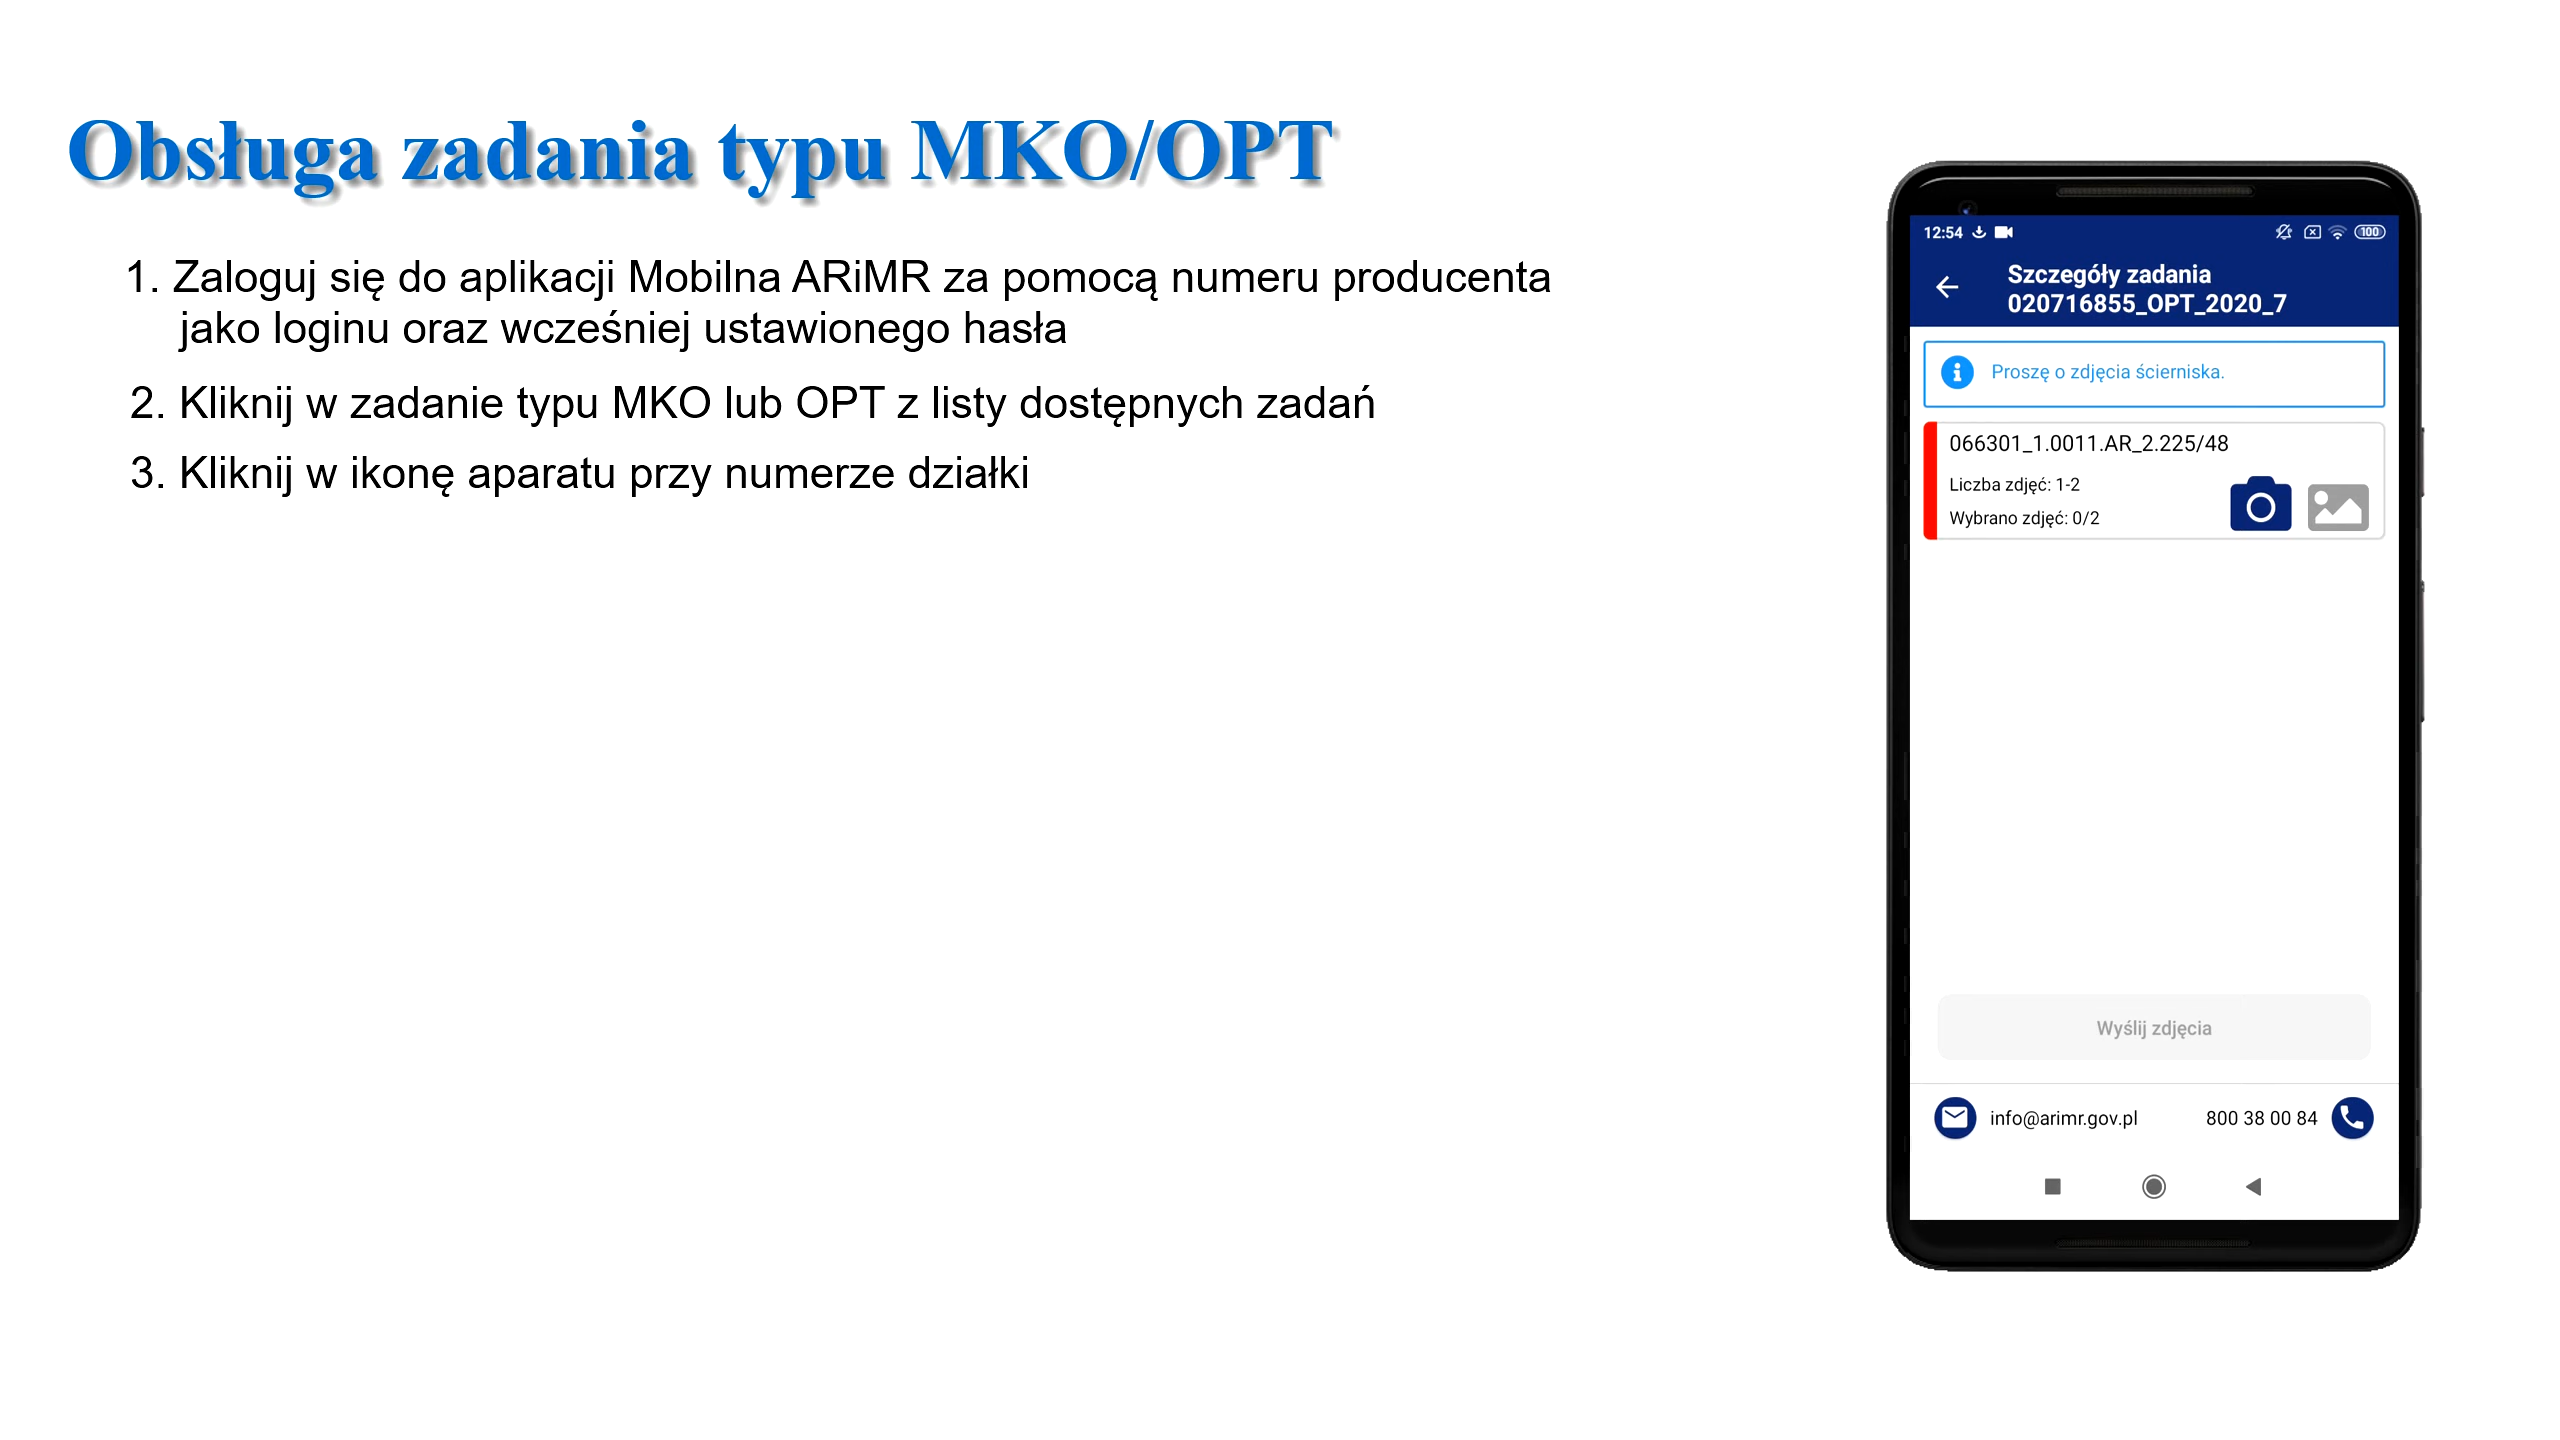 Obsługa zadania typu MKO/OPT
1. Zaloguj się do aplikacji Mobilna ARiMR za pomocą numeru producenta
jako loginu oraz wcześniej ustawionego hasła
2. Kliknij w zadanie typu MKO lub OPT z listy dostępnych zadań
3. Kliknij w ikonę aparatu przy numerze działki
12:54
100
Szczegóły zadania
020716855_OPT_2020_7
Proszę o zdjęcia ścierniska.
066301_1.0011.AR_2.225/48
Liczba zdjęć: 1-2
Wybrano zdjęć: 0/2
Wyślij zdjęcia
info@arimr.gov.pl
800 38 00 84